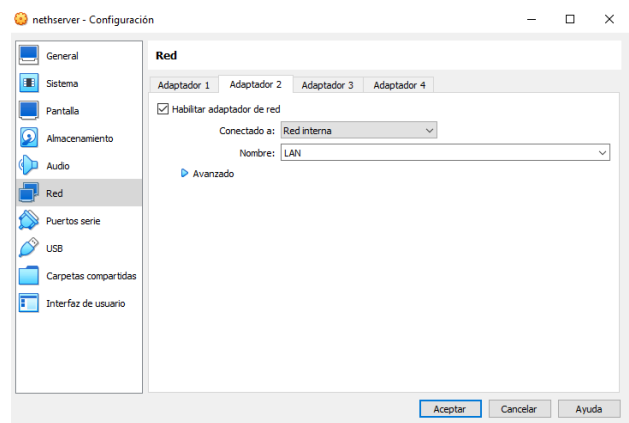 nethserver - Configuración
General
Sistema
Pantalla
Almacenamiento
Audio
Red
Puertos serie
USB
Carpetas compartidas
Interfaz de usuario
Red
Adaptador 1 Adaptador 2 Adaptador 3 Adaptador 4
Habilitar adaptador de red
Conectado a: Red interna
Nombre: LAN
Avanzado
Aceptar Cancelar Ayuda